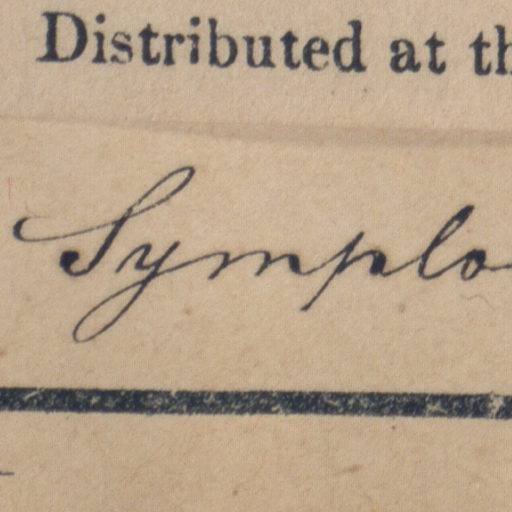 Distributed at th
Symplo